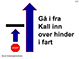 Gå i fra
Kall inn
over hinder
i fart